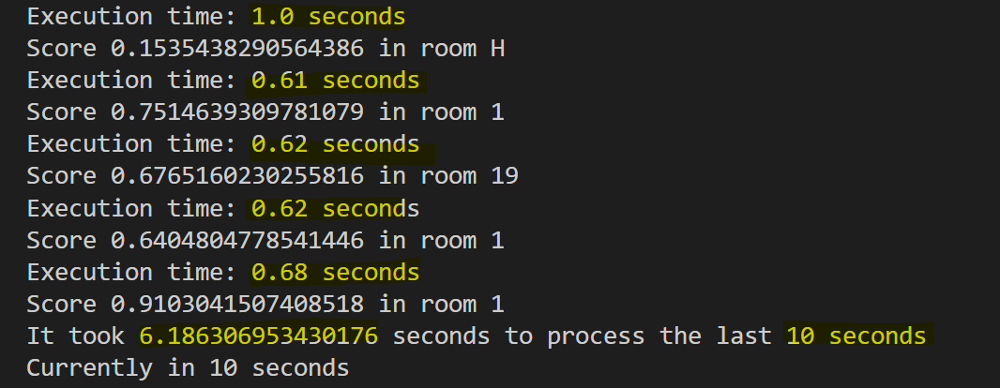 Execution time: 1.0 seconds
Score 0.1535438290564386 in room H
Execution time: 0.61 seconds
Score 0.7514639309781079 in room 1
Execution time: 0.62 seconds
Score 0.6765160230255816 in room 19
Execution time: 0.62 seconds
Score 0.6404804778541446 in room 1
Execution time: 0.68 seconds
Score 0.9103041507408518 in room 1
It took 6.186306953430176 seconds to process the last 10 seconds
Currently in 10 seconds